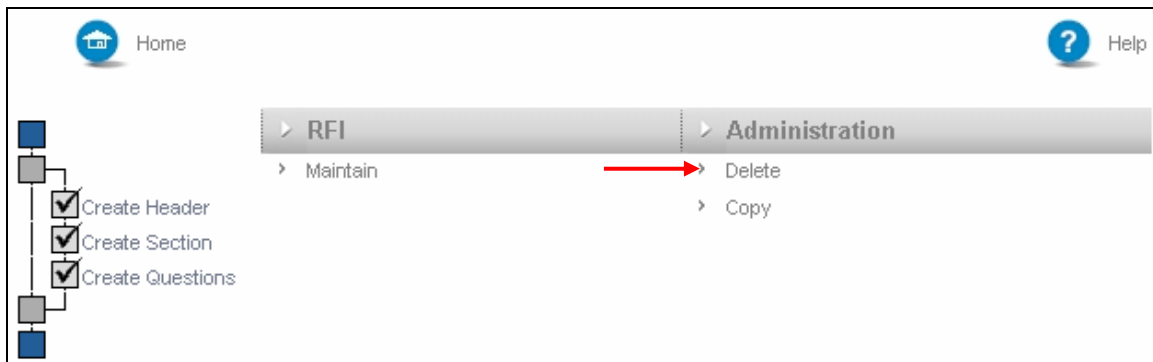 Home
Help
RFI
Administration
Maintain
Delete
Copy
Create Header
Create Section
Create Questions